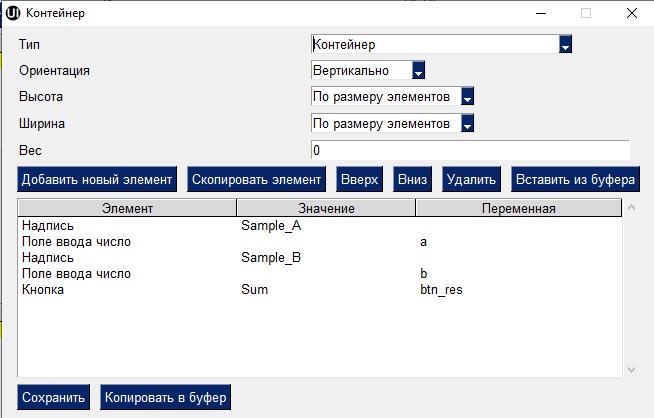 UI Контейнер
Тип Контейнер
Ориентация Вертикально
Высота По размеру элементов
Ширина По размеру элементов
Вес 0
Добавить новый элемент Скопировать элемент Вверх Вниз Удалить Вставить из буфера
Элемент Значение Переменная
Надпись Sample_A
Поле ввода число a
Надпись Sample_B
Поле ввода число b
Кнопка Sum btn_res
Сохранить Копировать в буфер